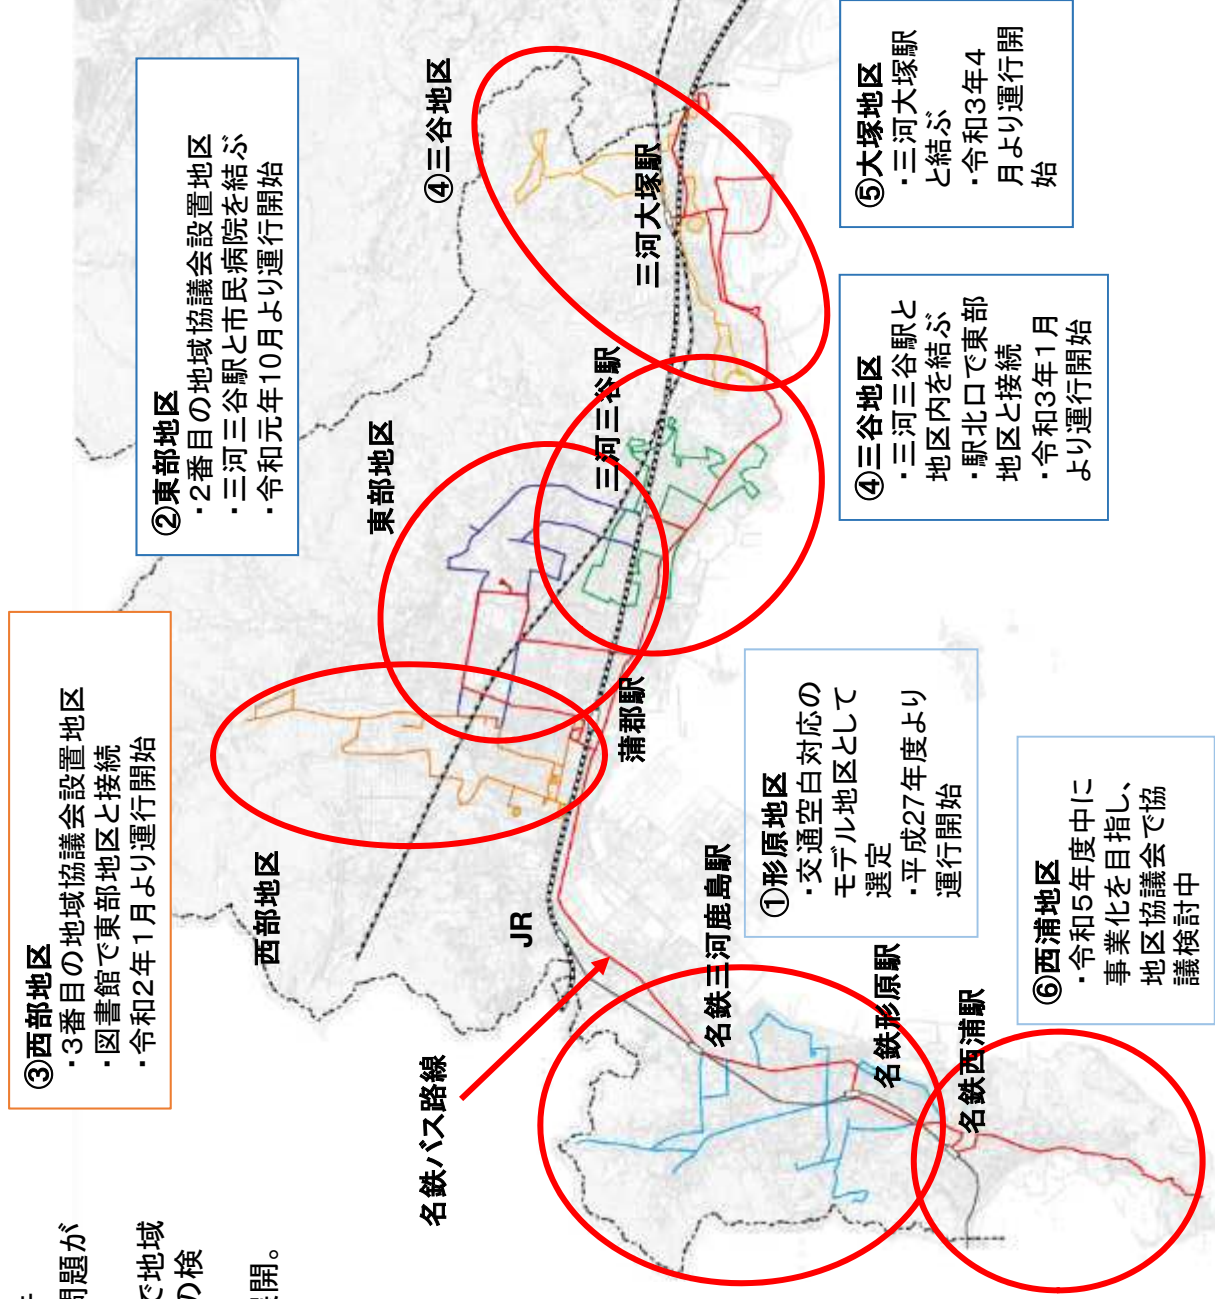 問題が
で地域
の検
開。
③西部地区
・3番目の地域協議会設置地区
・図書館で東部地区と接続
・令和2年1月より運行開始
②東部地区
・2番目の地域協議会設置地区
・三河三谷駅と市民病院を結ぶ
・令和元年10月より運行開始
④三谷地区
東部地区
西部地区
三河大塚駅
三河三谷駅
蒲郡駅
JR
名鉄バス路線
名鉄三河鹿島駅
名鉄形原駅
名鉄西浦駅
①形原地区
・交通空白対応の
モデル地区として
選定
・平成27年度より
運行開始
④三谷地区
・三河三谷駅と
地区内を結ぶ
・駅北口で東部
地区と接続
・令和3年1月
より運行開始
⑤大塚地区
・三河大塚駅
と結ぶ
・令和3年4
月より運行開
始
⑥西浦地区
・令和5年度中に
事業化を目指し、
地区協議会で協
議検討中